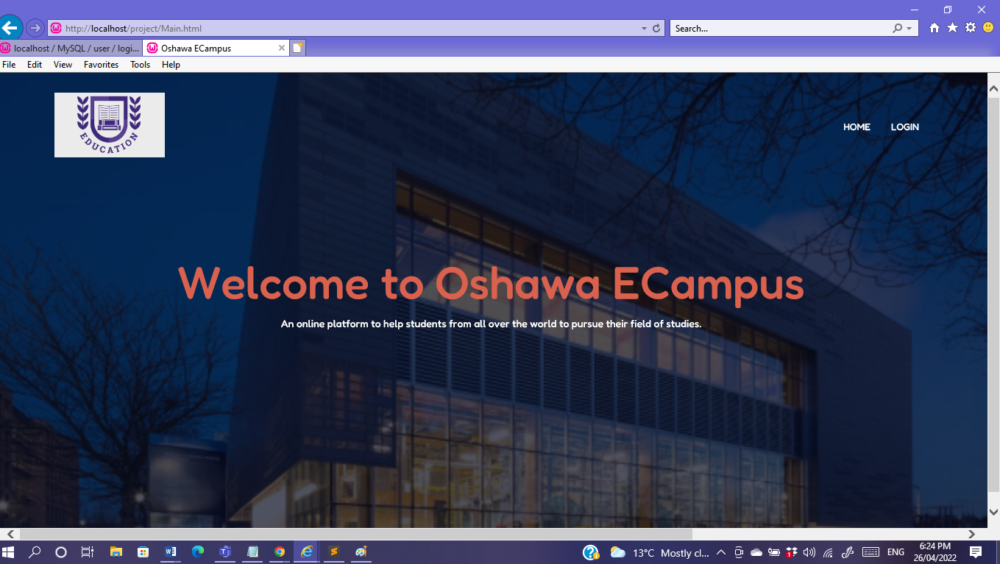 http://localhost/project/Main.html
Search...
localhost / MySQL / user / logi...
Oshawa ECampus
File Edit View Favorites Tools Help
EDUCATION
HOME LOGIN
Welcome to Oshawa ECampus
An online platform to help students from all over the world to pursue their field of studies.
13°C Mostly cl...
1
ENG
6:24 PM
26/04/2022